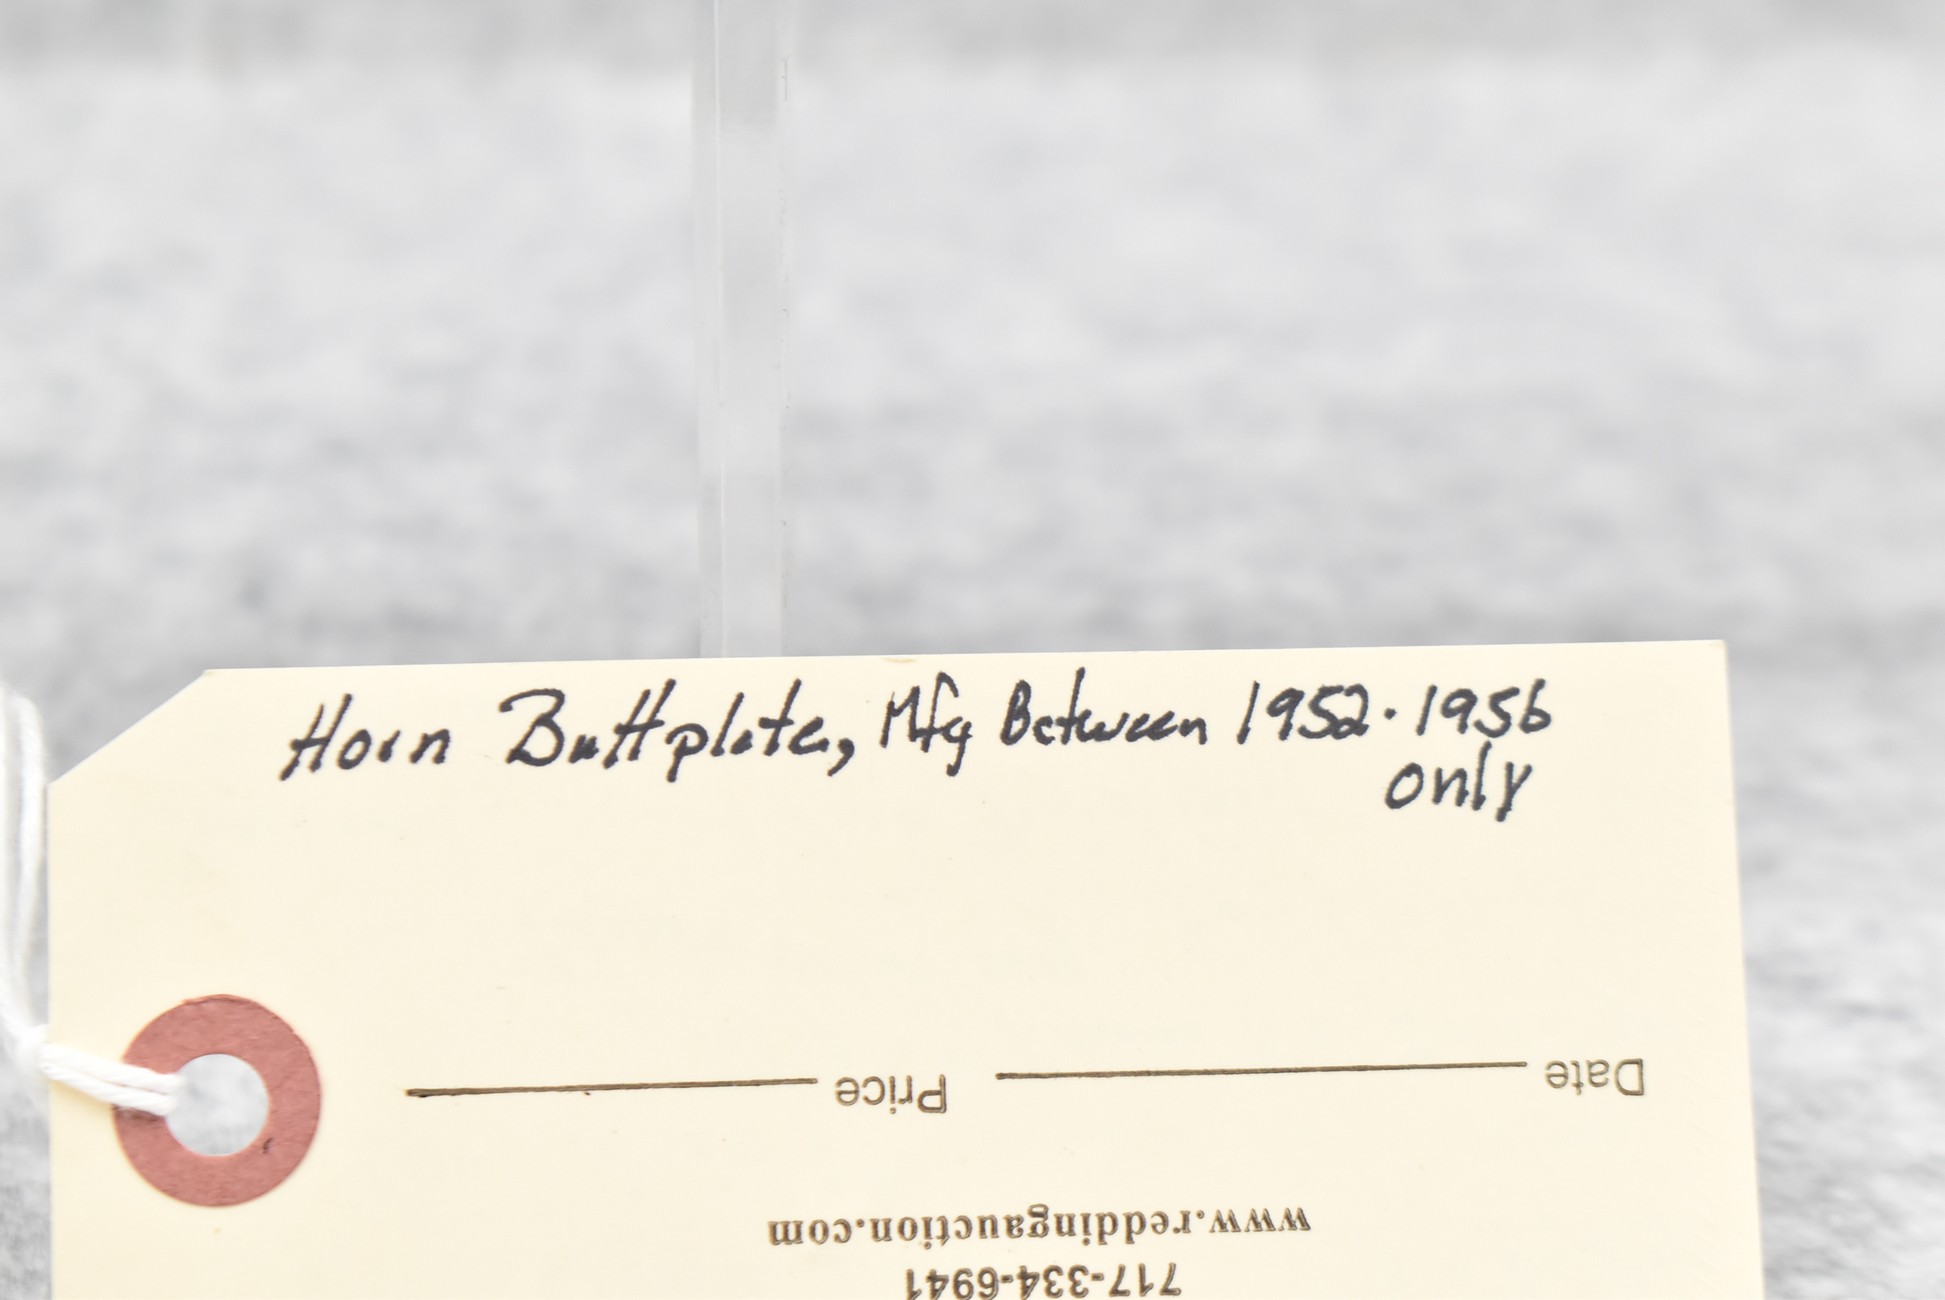 Horn Buttplate, Mfg Between 1952-1956
only
Date Price
www.reddingauction.com
717-334-6941